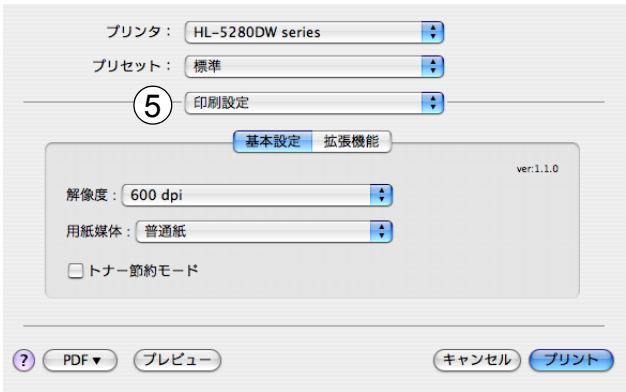 プリンタ： HL-5280DW series
プリセット： 標準
5 印刷設定
基本設定 拡張機能
ver:1.1.0
解像度： 600 dpi
用紙媒体： 普通紙
トナー節約モード
? PDF▼ プレビュー キャンセル プリント